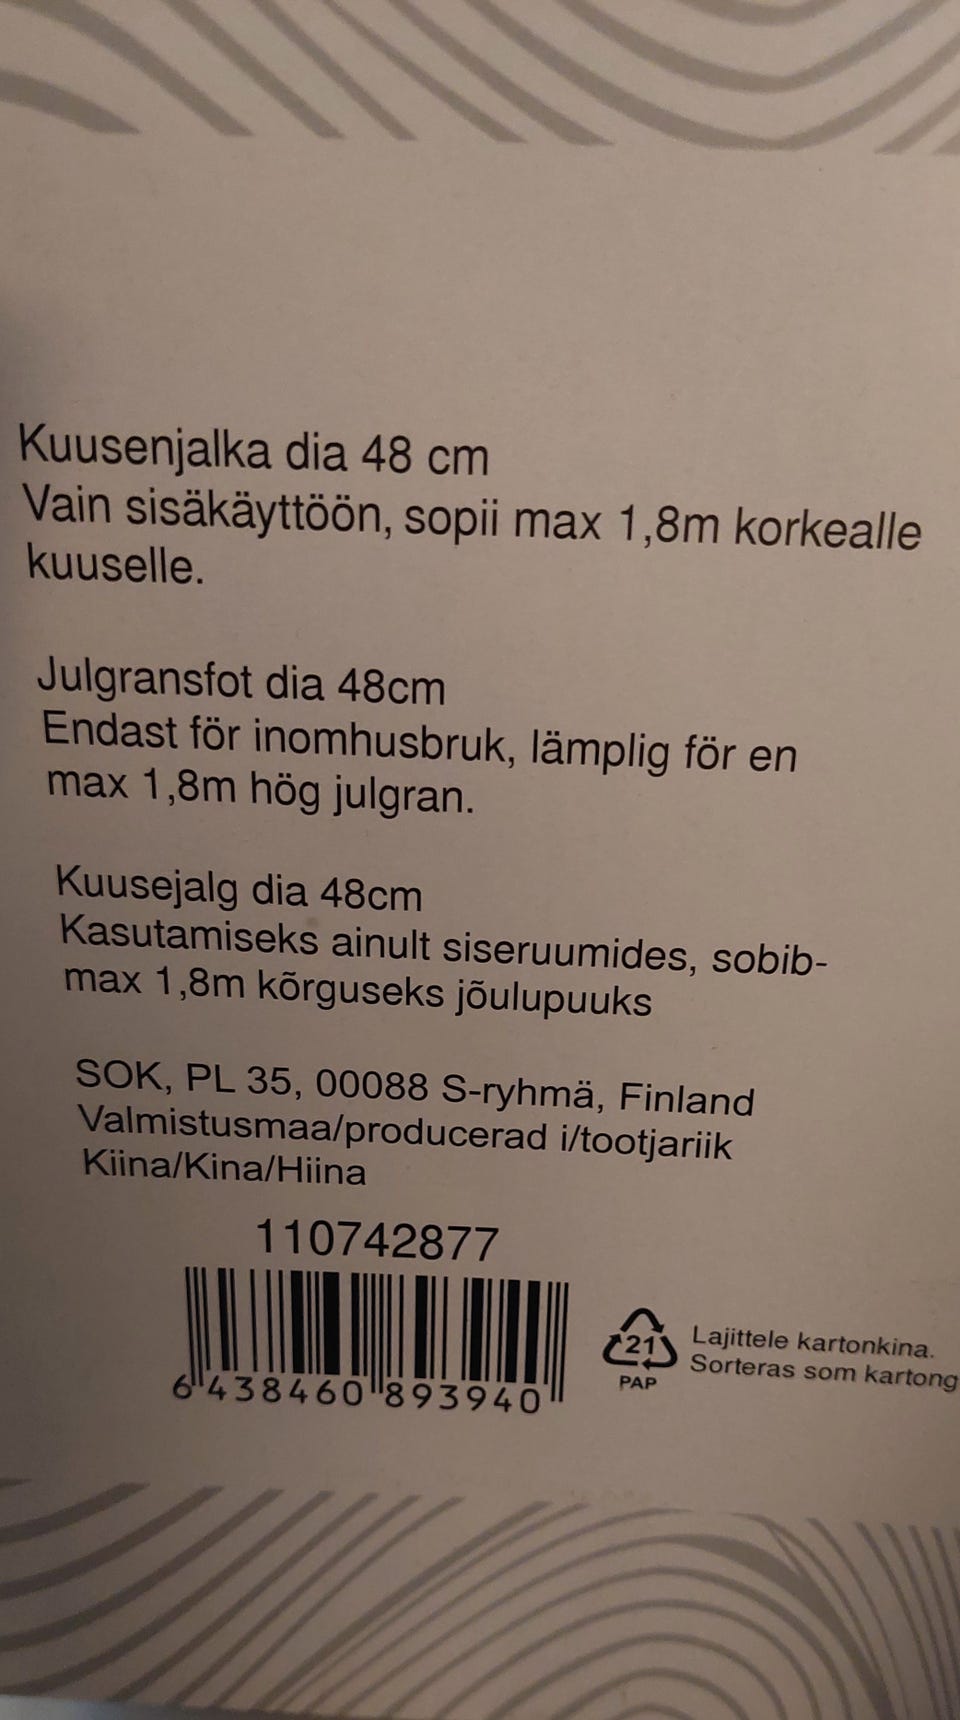 Kuusenjalka dia 48 cm
Vain sisäkäyttöön, sopii max 1,8m korkealle
kuuselle.
Julgransfot dia 48cm
Endast för inomhusbruk, lämplig för en
max 1,8m hög julgran.
Kuusejalg dia 48cm
Kasutamiseks ainult siseruumides, sobib-
max 1,8m kõrguseks jõulupuuks
SOK, PL 35, 00088 S-ryhmä, Finland
Valmistusmaa/producerad i/tootjariik
Kiina/Kina/Hiina
110742877
6 438460 893940
21
PAP
Lajittele kartonkina.
Sorteras som kartong